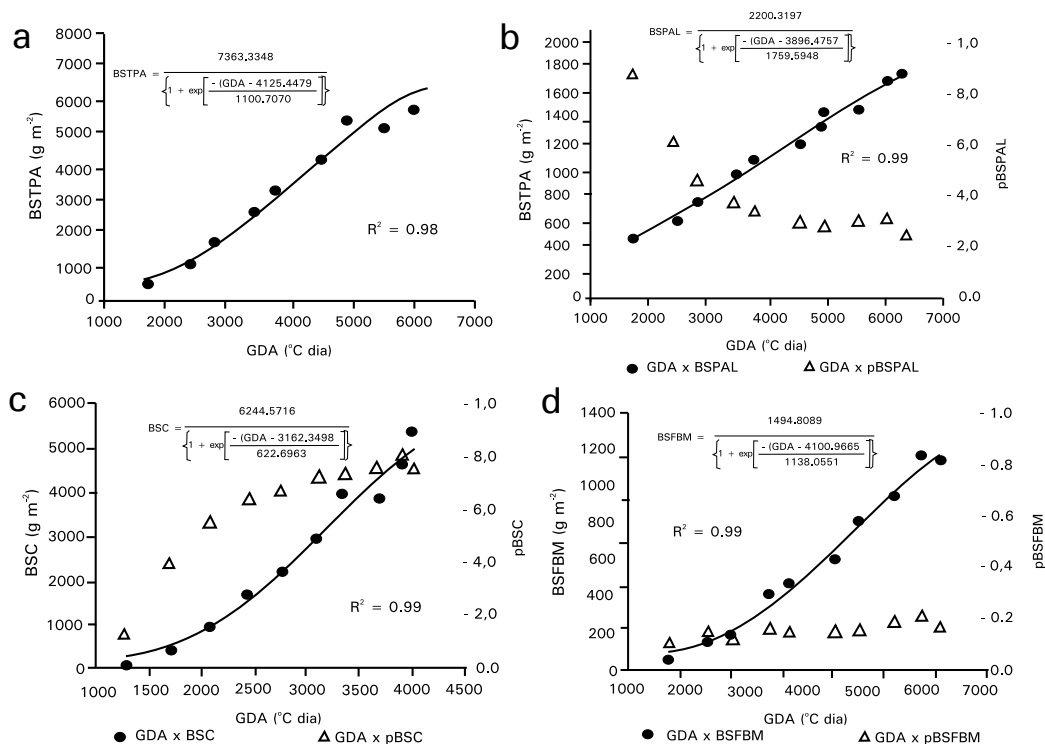 a
8000
7000
6000
5000
4000
3000
2000
1000
0
BSTPA (g m-2)
BSTPA =
7363.3348
{1 + exp[- (GDA - 4125.4479
1100.7070]}
R2 = 0.98
1000 2000 3000 4000 5000 6000 7000
GDA (°C dia)
b
2000
1800
1600
1400
1200
1000
800
600
400
200
0
BSTPA (g m-2)
BSPAL =
2200.3197
{1 + exp[- (GDA - 3896.4757
1759.5948]}
R2 = 0.99
- 1,0
- 8,0
- 6,0
- 4,0
- 2,0
0.0
pBSPAL
1000 2000 3000 4000 5000 6000 7000
GDA (°C dia)
GDA x BSPAL GDA x pBSPAL
c
6000
5000
4000
3000
2000
1000
0
BSC (g m-2)
BSC =
6244.5716
{1 + exp[- (GDA - 3162.3498
622.6963]}
R2 = 0.99
- 1,0
- 8,0
- 6,0
- 4,0
- 2,0
0.0
pBSC
1000 1500 2000 2500 3000 3500 4000 4500
GDA (°C dia)
GDA x BSC GDA x pBSC
d
1400
1200
1000
800
600
400
200
0
BSFBM (g m-2)
BSFBM =
1494.8089
{1 + exp[- (GDA - 4100.9665
1138.0551]}
R2 = 0.99
- 1.0
- 0.8
- 0.6
- 0.4
- 0.2
0.0
pBSFBM
1000 2000 3000 4000 5000 6000 7000
GDA (°C dia)
GDA x BSFBM GDA x pBSFBM